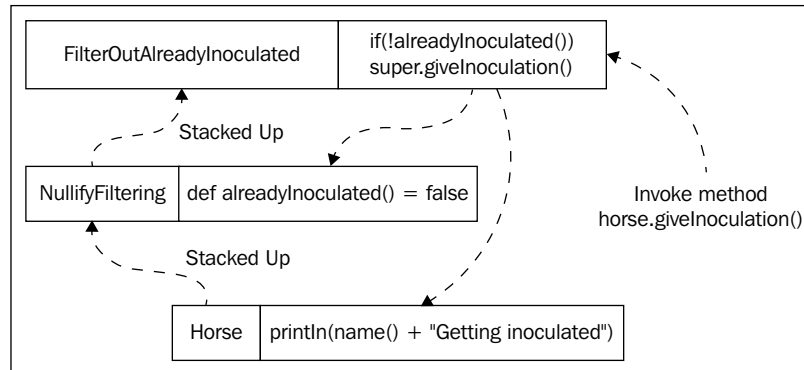 FilterOutAlreadyInoculated
if(!alreadyInoculated())
super.giveInoculation()
Stacked Up
NullifyFiltering
def alreadyInoculated() = false
Invoke method
horse.giveInoculation()
Stacked Up
Horse
println(name() + "Getting inoculated")